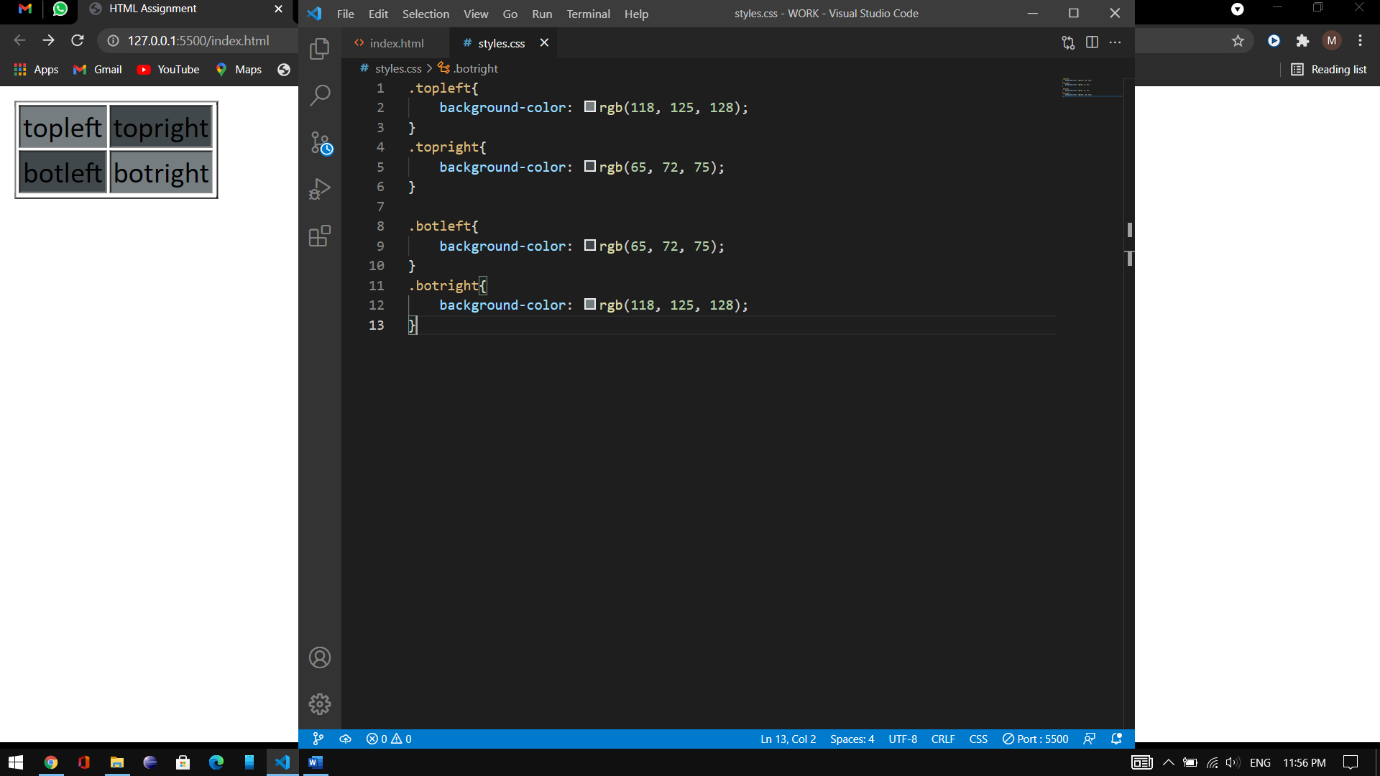 HTML Assignment
127.0.0.1:5500/index.html
Apps Gmail YouTube Maps
Reading list
topleft topright
botleft botright
File Edit Selection View Go Run Terminal Help
styles.css - WORK - Visual Studio Code
index.html # styles.css
# styles.css > .botright
1 .topleft{
2 background-color: rgb(118, 125, 128);
3 }
4 .topright{
5 background-color: rgb(65, 72, 75);
6 }
7
8 .botleft{
9 background-color: rgb(65, 72, 75);
10 }
11 .botright{
12 background-color: rgb(118, 125, 128);
13 }
0 0 Ln 13, Col 2 Spaces: 4 UTF-8 CRLF CSS Port : 5500
ENG 11:56 PM
M